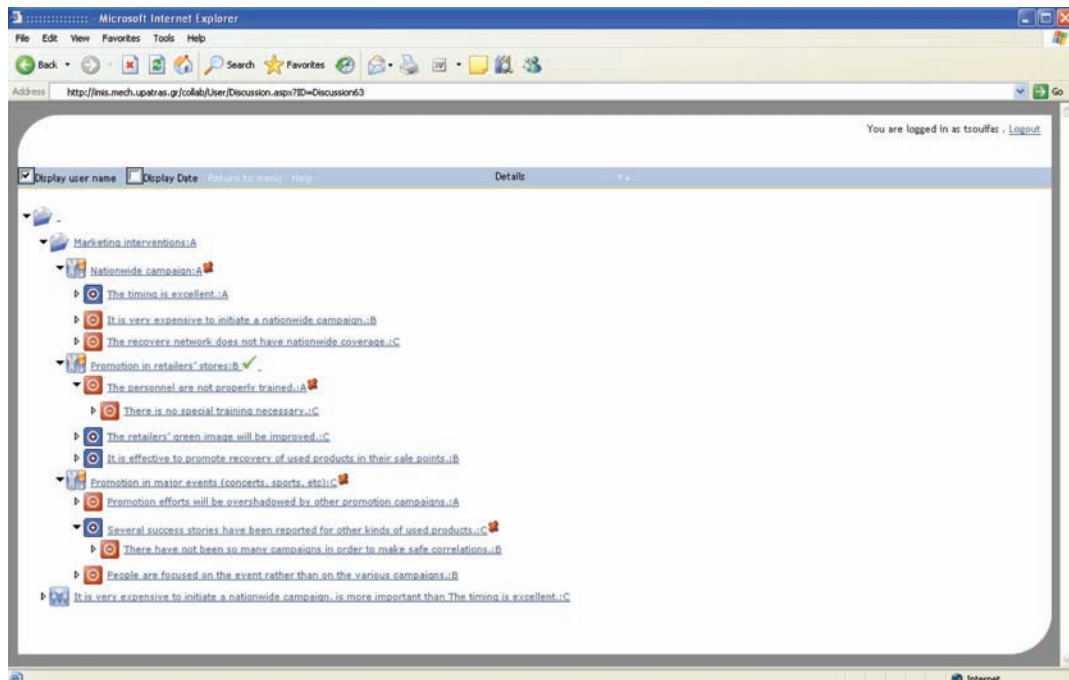 ::::::::::::::: - Microsoft Internet Explorer
File Edit View Favorites Tools Help
Back Search Favorites
Address http://imis.mech.upatras.gr/collab/User/Discussion.aspx?ID=Discussion63 Go
You are logged in as tsoulfas . Logout
Display user name Display Date Return to menu Help Details
Marketing interventions:A
Nationwide campaign:A
The timing is excellent.:A
It is very expensive to initiate a nationwide campaign.:B
The recovery network does not have nationwide coverage.:C
Promotion in retailers' stores:B
The personnel are not properly trained.:A
There is no special training necessary.:C
The retailers' green image will be improved.:C
It is effective to promote recovery of used products in their sale points.:B
Promotion in major events (concerts, sports, etc):C
Promotion efforts will be overshadowed by other promotion campaigns.:A
Several success stories have been reported for other kinds of used products.:C
There have not been so many campaigns in order to make safe correlations.:B
People are focused on the event rather than on the various campaigns.:B
It is very expensive to initiate a nationwide campaign. is more important than The timing is excellent.:C
Internet